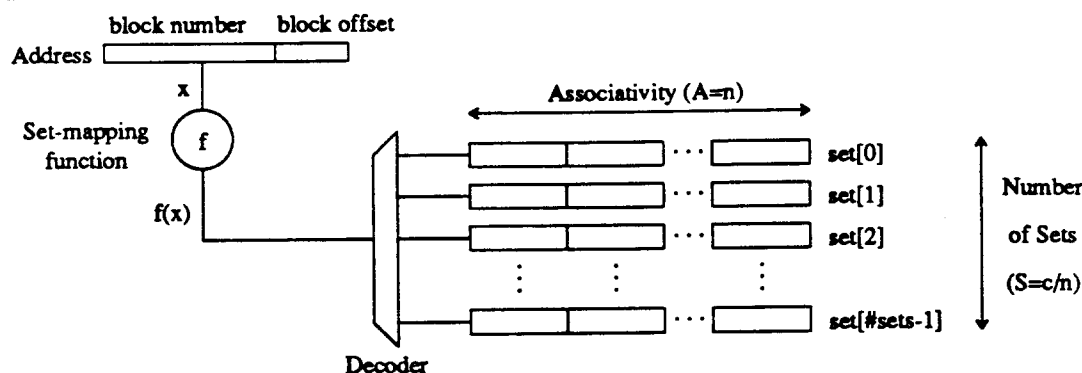 block number block offset
Address
x
Associativity (A=n)
Set-mapping
function
f
set[0]
set[1]
Number
f(x)
set[2]
of Sets
(S=c/n)
set[#sets-1]
Decoder